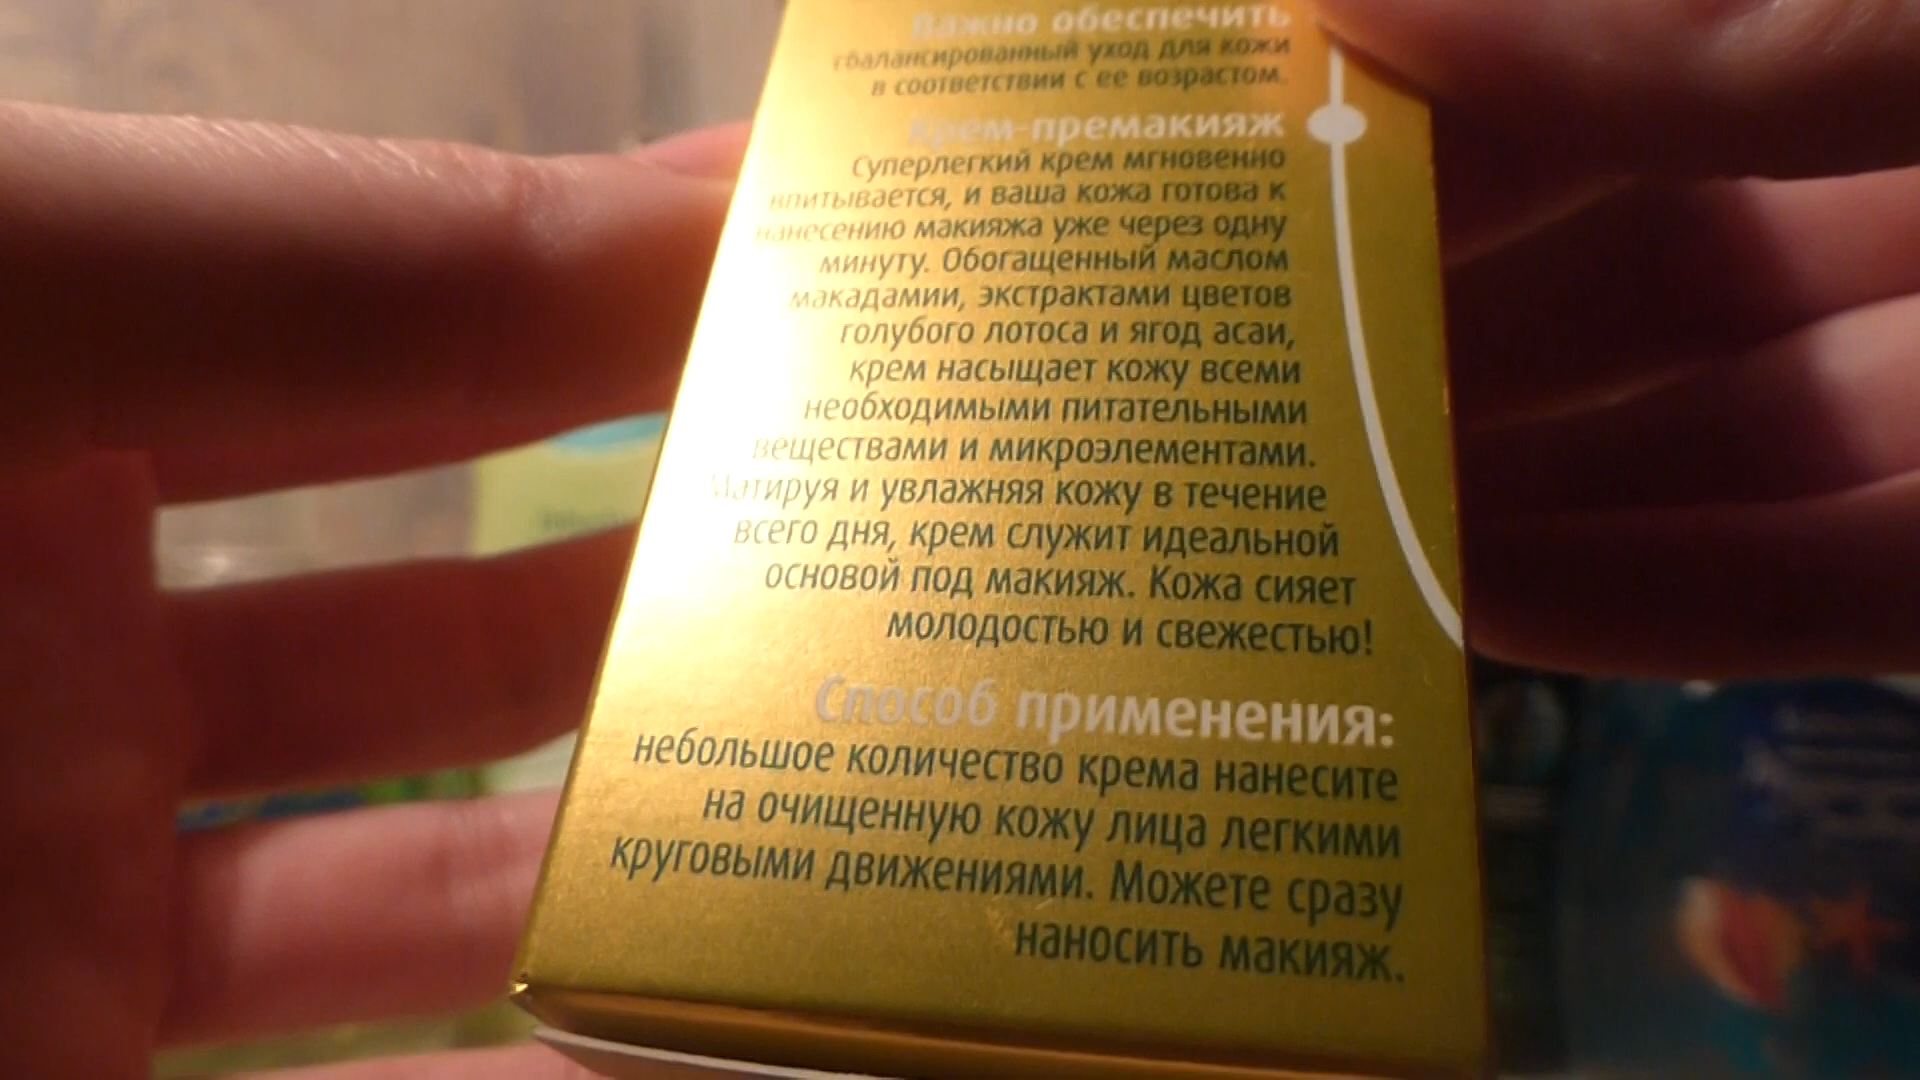 Важно обеспечить
сбалансированный уход для кожи
в соответствии с ее возрастом.
Крем-премакияж
Суперлегкий крем мгновенно
впитывается, и ваша кожа готова к
нанесению макияжа уже через одну
минуту. Обогащенный маслом
макадамии, экстрактами цветов
голубого лотоса и ягод асаи,
крем насыщает кожу всеми
необходимыми питательными
веществами и микроэлементами.
Матируя и увлажняя кожу в течение
всего дня, крем служит идеальной
основой под макияж. Кожа сияет
молодостью и свежестью!
Способ применения:
небольшое количество крема нанесите
на очищенную кожу лица легкими
круговыми движениями. Можете сразу
наносить макияж.